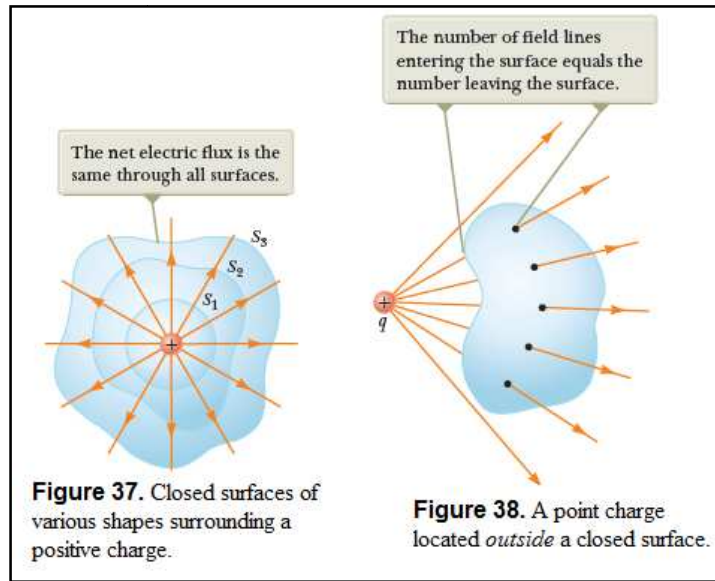 The net electric flux is the
same through all surfaces.
S3
S2
S1
+
Figure 37. Closed surfaces of
various shapes surrounding a
positive charge.
The number of field lines
entering the surface equals the
number leaving the surface.
+
q
Figure 38. A point charge
located outside a closed surface.